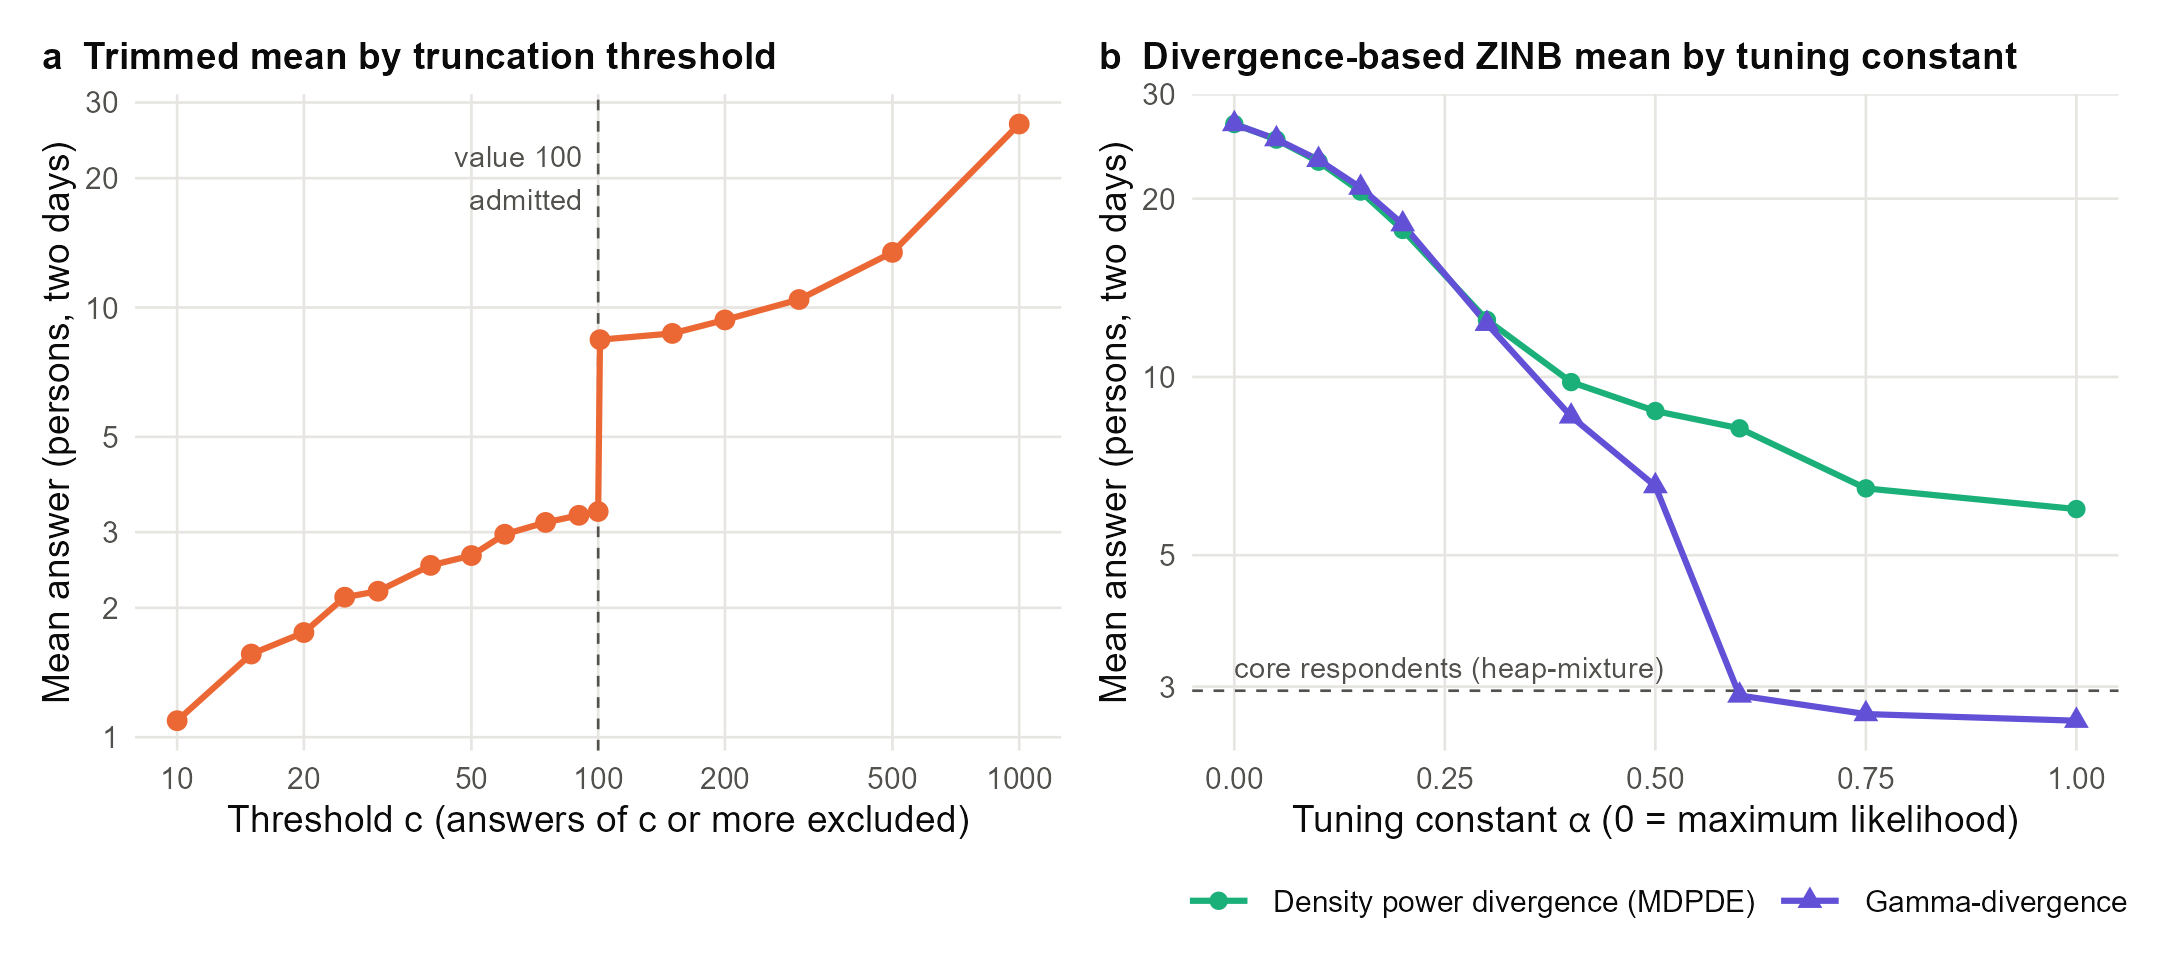 a Trimmed mean by truncation threshold
Mean answer (persons, two days)
30
20
10
5
3
2
1
value 100
admitted
10 20 50 100 200 500 1000
Threshold c (answers of c or more excluded)
b Divergence-based ZINB mean by tuning constant
Mean answer (persons, two days)
30
20
10
5
3
core respondents (heap-mixture)
0.00 0.25 0.50 0.75 1.00
Tuning constant α (0 = maximum likelihood)
Density power divergence (MDPDE) Gamma-divergence